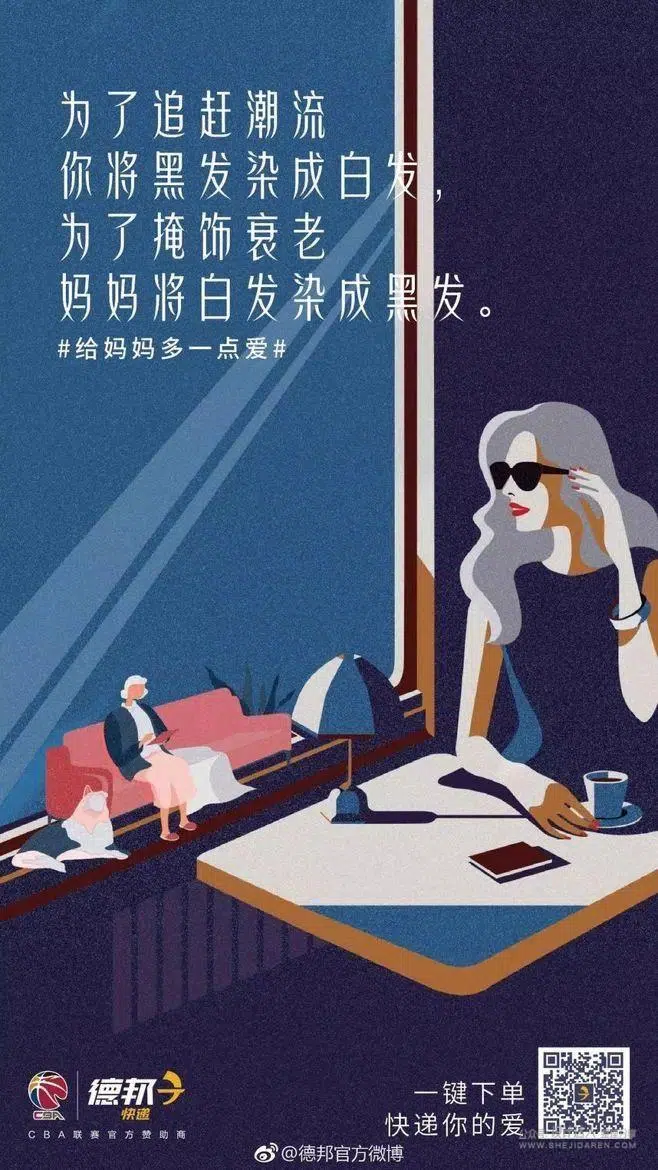 为了追赶潮流
你将黑发染成白发，
为了掩饰衰老
妈妈将白发染成黑发。
#给妈妈多一点爱#
CBA
德邦
快递
CBA联赛官方赞助商
一键下单
快递你的爱
@德邦官方微博
WWW.SHEJIDAREN.COM